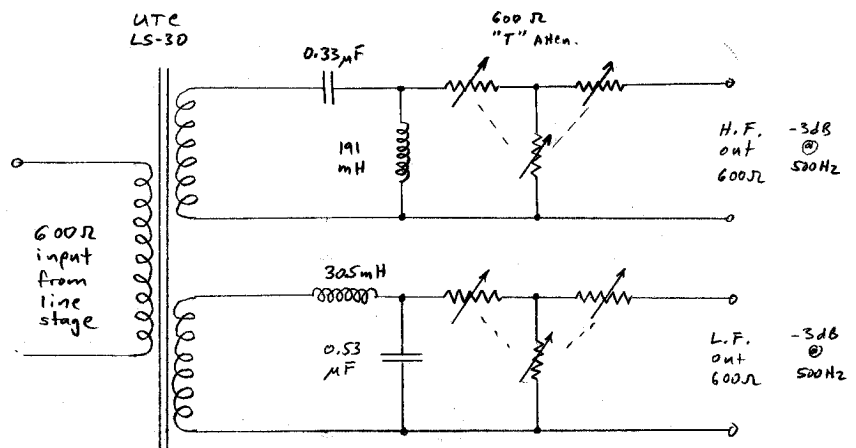 UTC
LS-30
600Ω
"T" Atten.
0.33μF
191
mH
H.F.
out
600Ω
-3dB
@
500Hz
600Ω
input
from
line
stage
305mH
0.53
μF
L.F.
out
600Ω
-3dB
@
500Hz